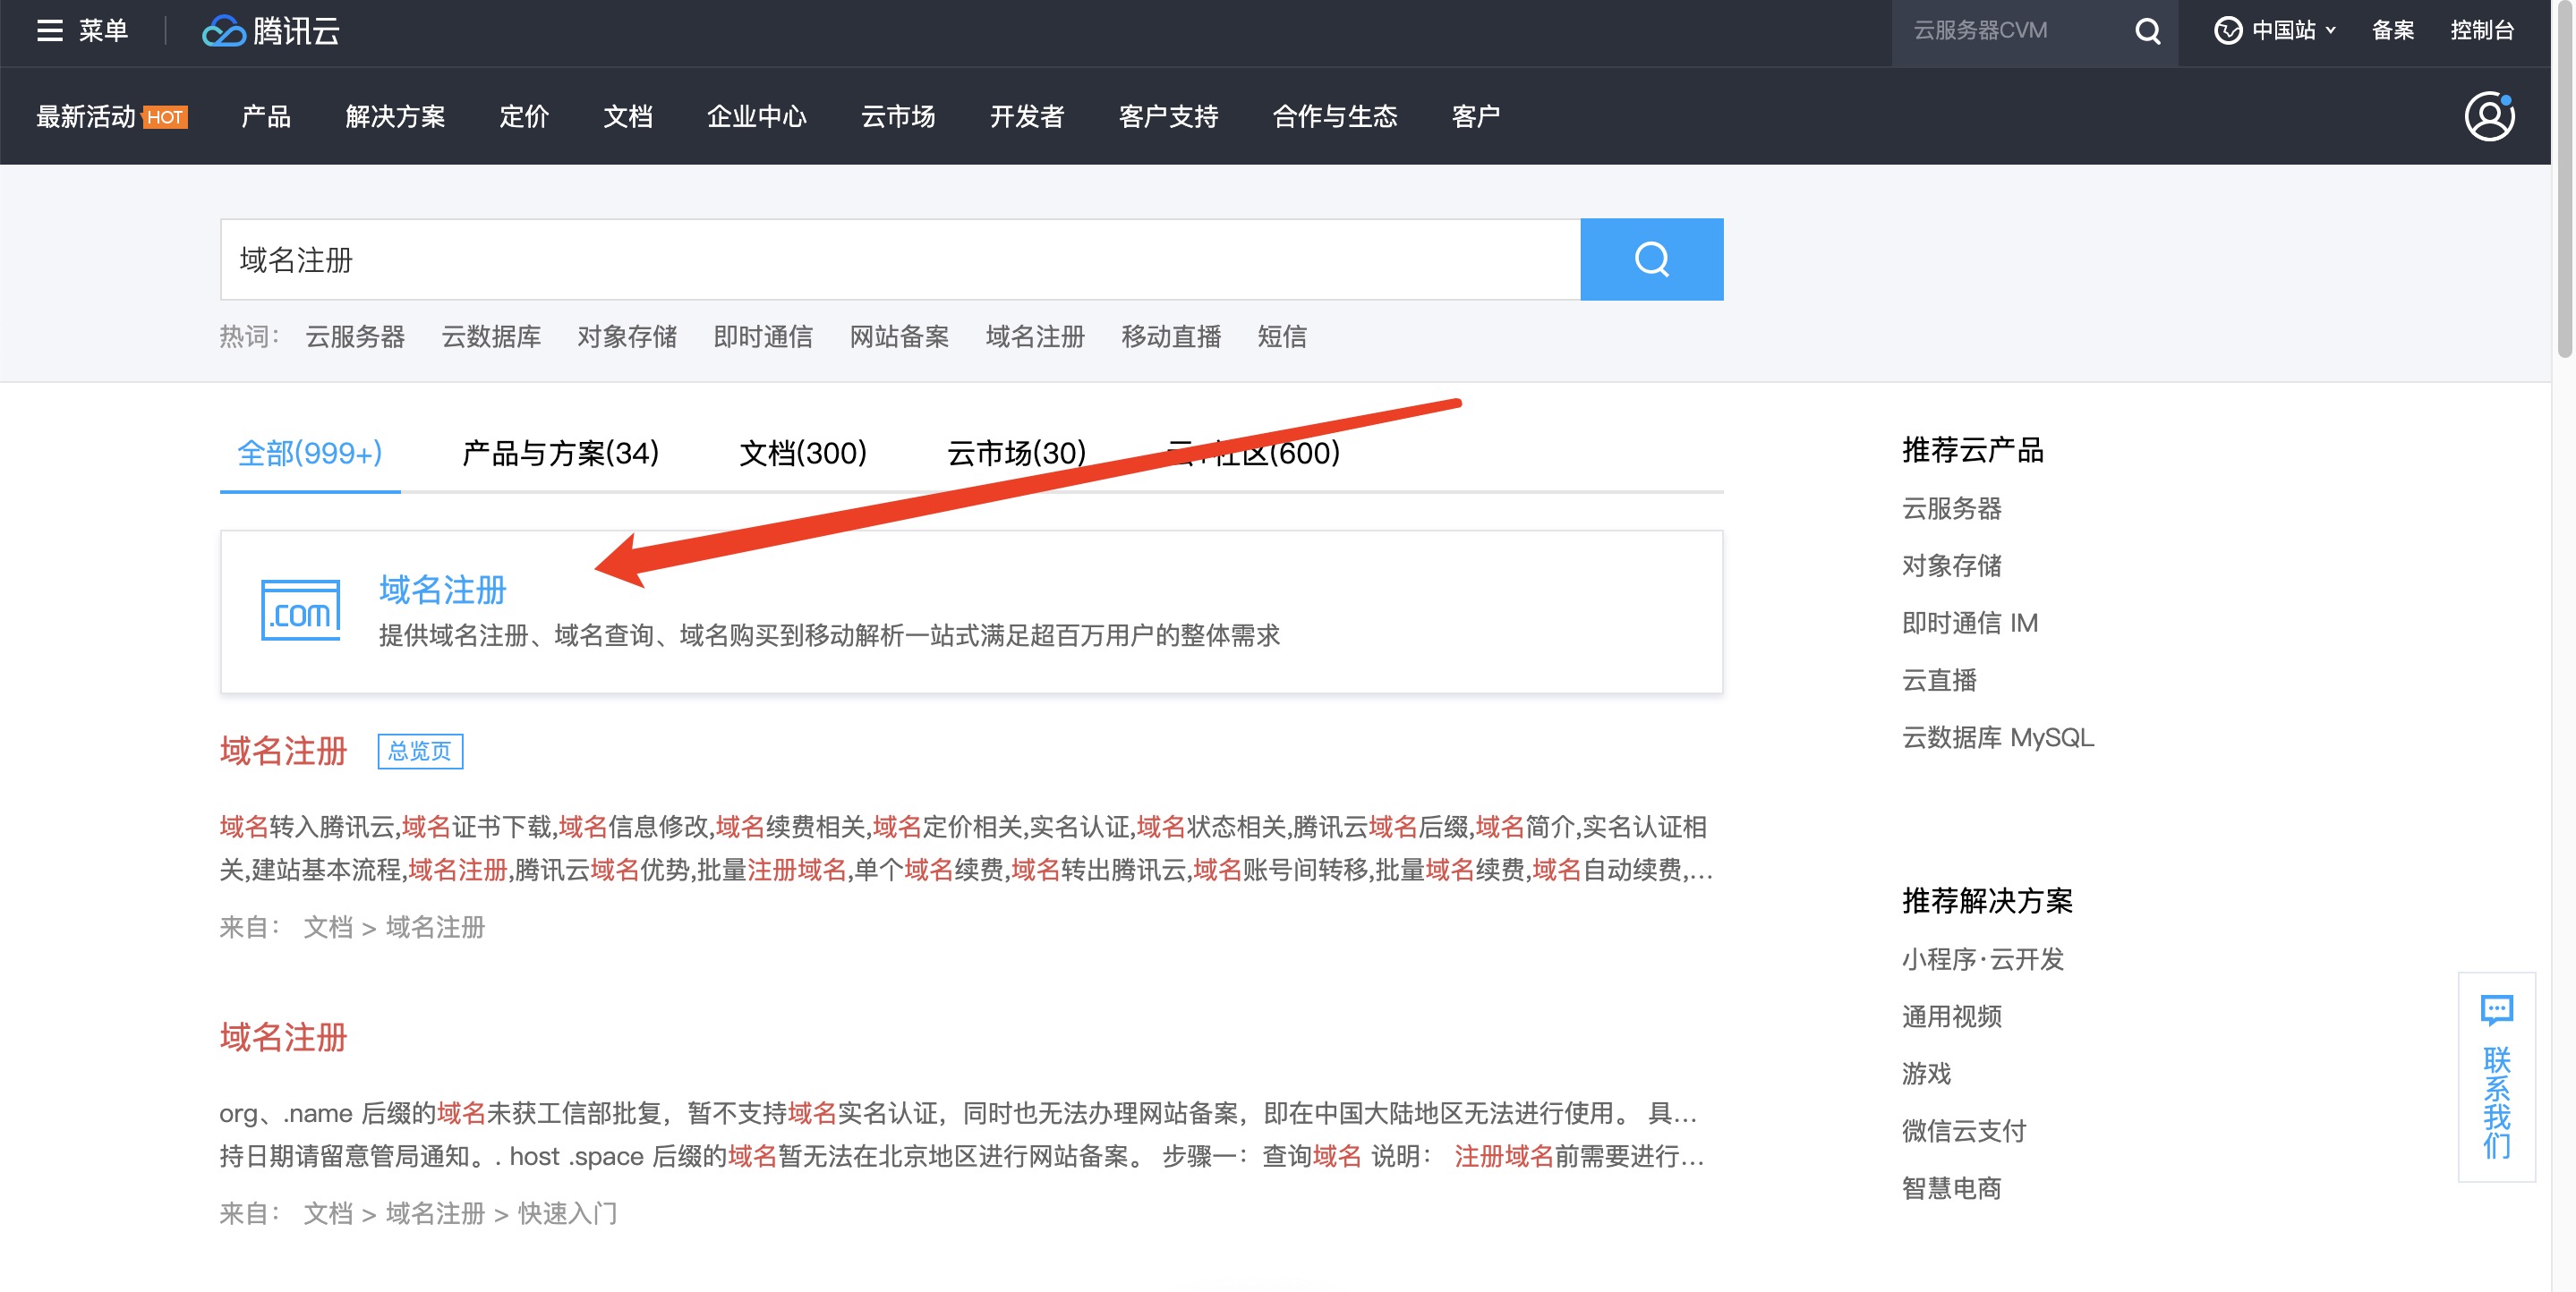 菜单
腾讯云
云服务器CVM
中国站
备案
控制台
最新活动 HOT
产品
解决方案
定价
文档
企业中心
云市场
开发者
客户支持
合作与生态
客户
域名注册
热词： 云服务器 云数据库 对象存储 即时通信 网站备案 域名注册 移动直播 短信
全部(999+)
产品与方案(34)
文档(300)
云市场(30)
云+社区(600)
.com
域名注册
提供域名注册、域名查询、域名购买到移动解析一站式满足超百万用户的整体需求
域名注册 总览页
域名转入腾讯云,域名证书下载,域名信息修改,域名续费相关,域名定价相关,实名认证,域名状态相关,腾讯云域名后缀,域名简介,实名认证相
关,建站基本流程,域名注册,腾讯云域名优势,批量注册域名,单个域名续费,域名转出腾讯云,域名账号间转移,批量域名续费,域名自动续费,...
来自： 文档 > 域名注册
域名注册
org、.name 后缀的域名未获工信部批复，暂不支持域名实名认证，同时也无法办理网站备案，即在中国大陆地区无法进行使用。 具...
持日期请留意管局通知。. host .space 后缀的域名暂无法在北京地区进行网站备案。 步骤一：查询域名 说明： 注册域名前需要进行...
来自： 文档 > 域名注册 > 快速入门
推荐云产品
云服务器
对象存储
即时通信 IM
云直播
云数据库 MySQL
推荐解决方案
小程序·云开发
通用视频
游戏
微信云支付
智慧电商
联系我们